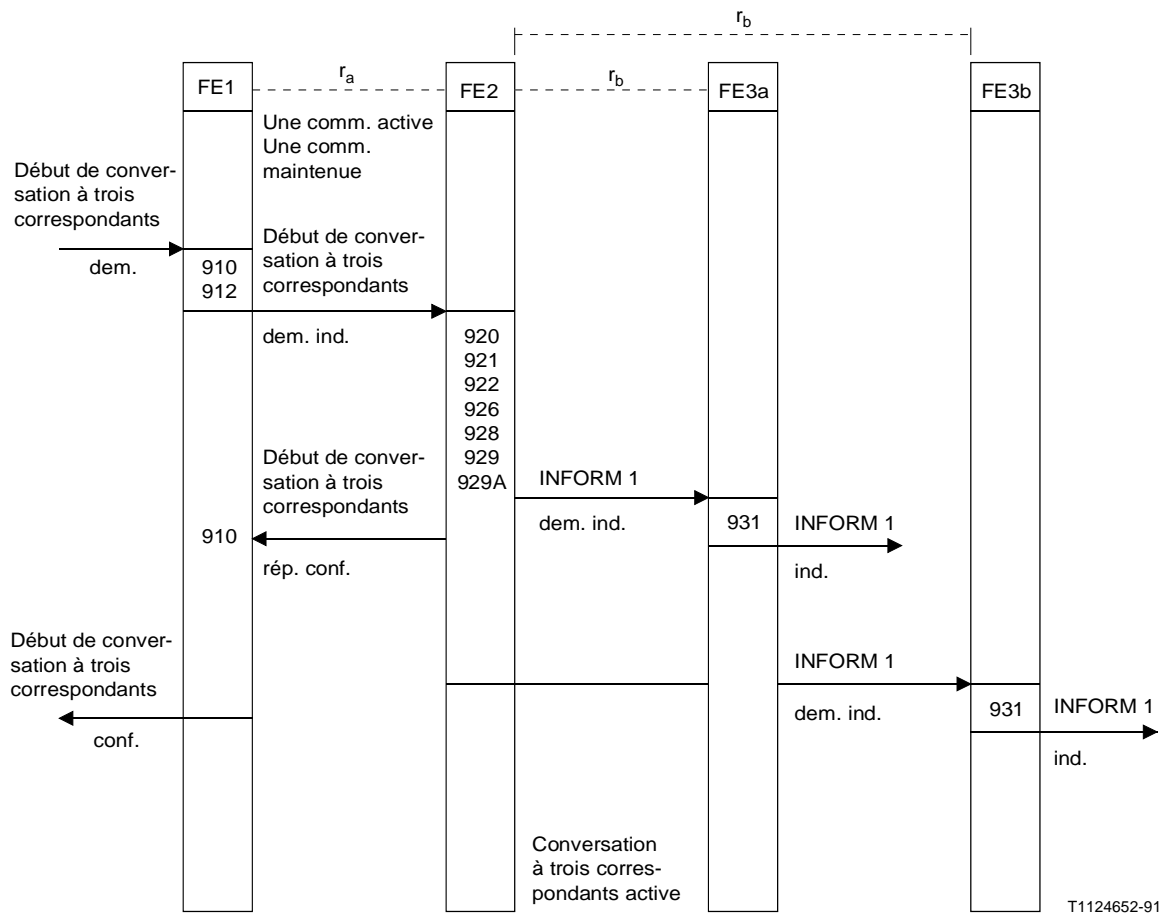 r_b
FE1
r_a
FE2
r_b
FE3a
FE3b
Une comm. active
Une comm.
maintenue
Début de conver-
sation à trois
correspondants
dem.
910
912
Début de conver-
sation à trois
correspondants
dem. ind.
920
921
922
926
928
929
929A
Début de conver-
sation à trois
correspondants
910
rép. conf.
INFORM 1
dem. ind.
931
INFORM 1
ind.
Début de conver-
sation à trois
correspondants
conf.
INFORM 1
dem. ind.
931
INFORM 1
ind.
Conversation
à trois corres-
pondants active
T1124652-91